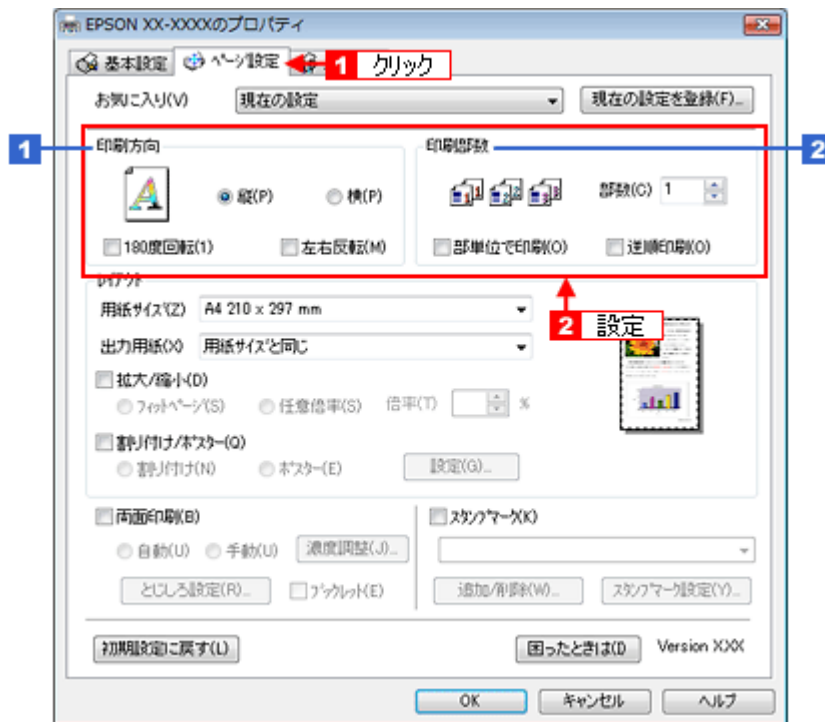 EPSON XX-XXXXのプロパティ
基本設定 ページ設定 1 クリック
お気に入り(V) 現在の設定 現在の設定を登録(F)...
1 印刷方向 印刷部数 2
縦(P) 横(P) 1 1 2 2 3 3 部数(C) 1
180度回転(1) 左右反転(M) 部単位で印刷(O) 逆順印刷(O)
レイアウト
用紙サイズ(Z) A4 210 x 297 mm 2 設定
出力用紙(X) 用紙サイズと同じ
拡大/縮小(D)
フィットページ(S) 任意倍率(S) 倍率(T) %
割り付け/ポスター(Q)
割り付け(N) ポスター(E) 設定(G)...
両面印刷(B) スタンプマーク(K)
自動(U) 手動(U) 濃度調整(J)...
とじしろ設定(R)... ブックレット(E) 追加/削除(W)... スタンプマーク設定(Y)...
初期設定に戻す(L) 困ったときは(I) Version X.XX
OK キャンセル ヘルプ